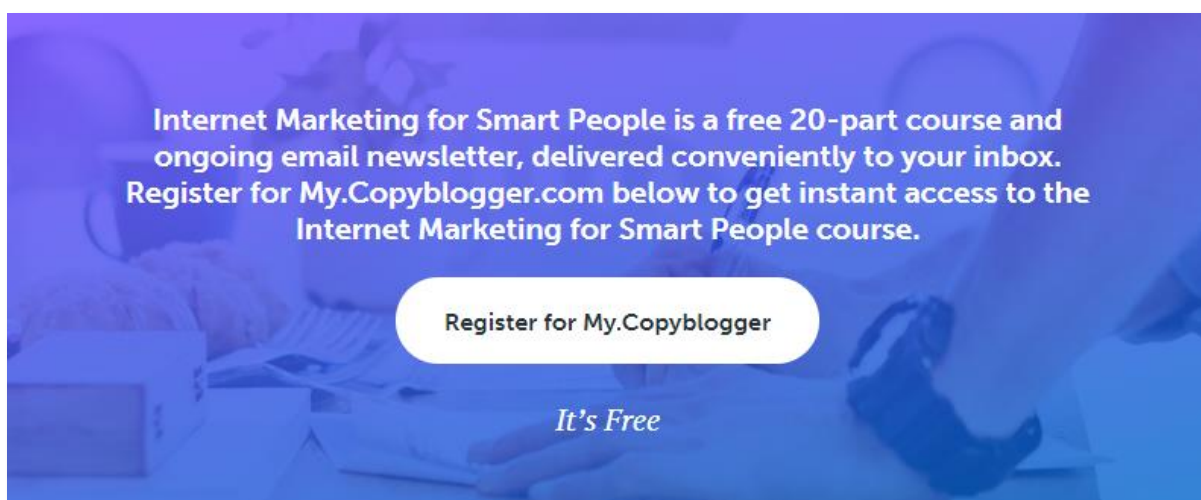 Internet Marketing for Smart People is a free 20-part course and
ongoing email newsletter, delivered conveniently to your inbox.
Register for My.Copyblogger.com below to get instant access to the
Internet Marketing for Smart People course.
Register for My.Copyblogger
It’s Free